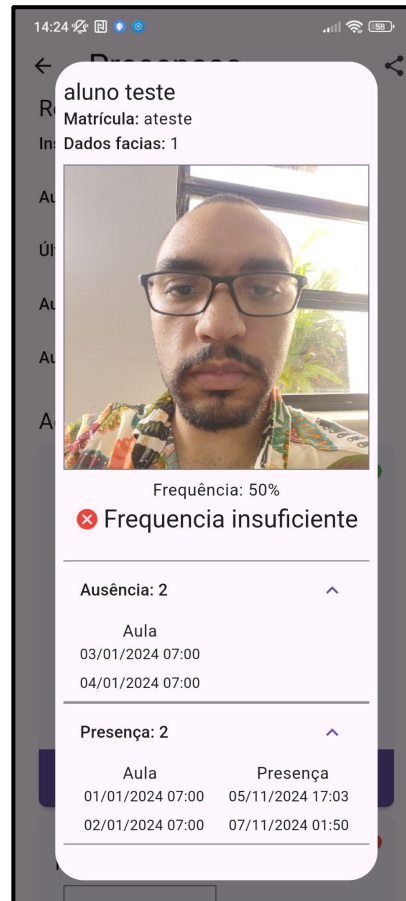 14:24
58
Presenças
aluno teste
Matrícula: ateste
Dados facias: 1
Frequência: 50%
Frequencia insuficiente
Ausência: 2
Aula
03/01/2024 07:00
04/01/2024 07:00
Presença: 2
Aula Presença
01/01/2024 07:00 05/11/2024 17:03
02/01/2024 07:00 07/11/2024 01:50